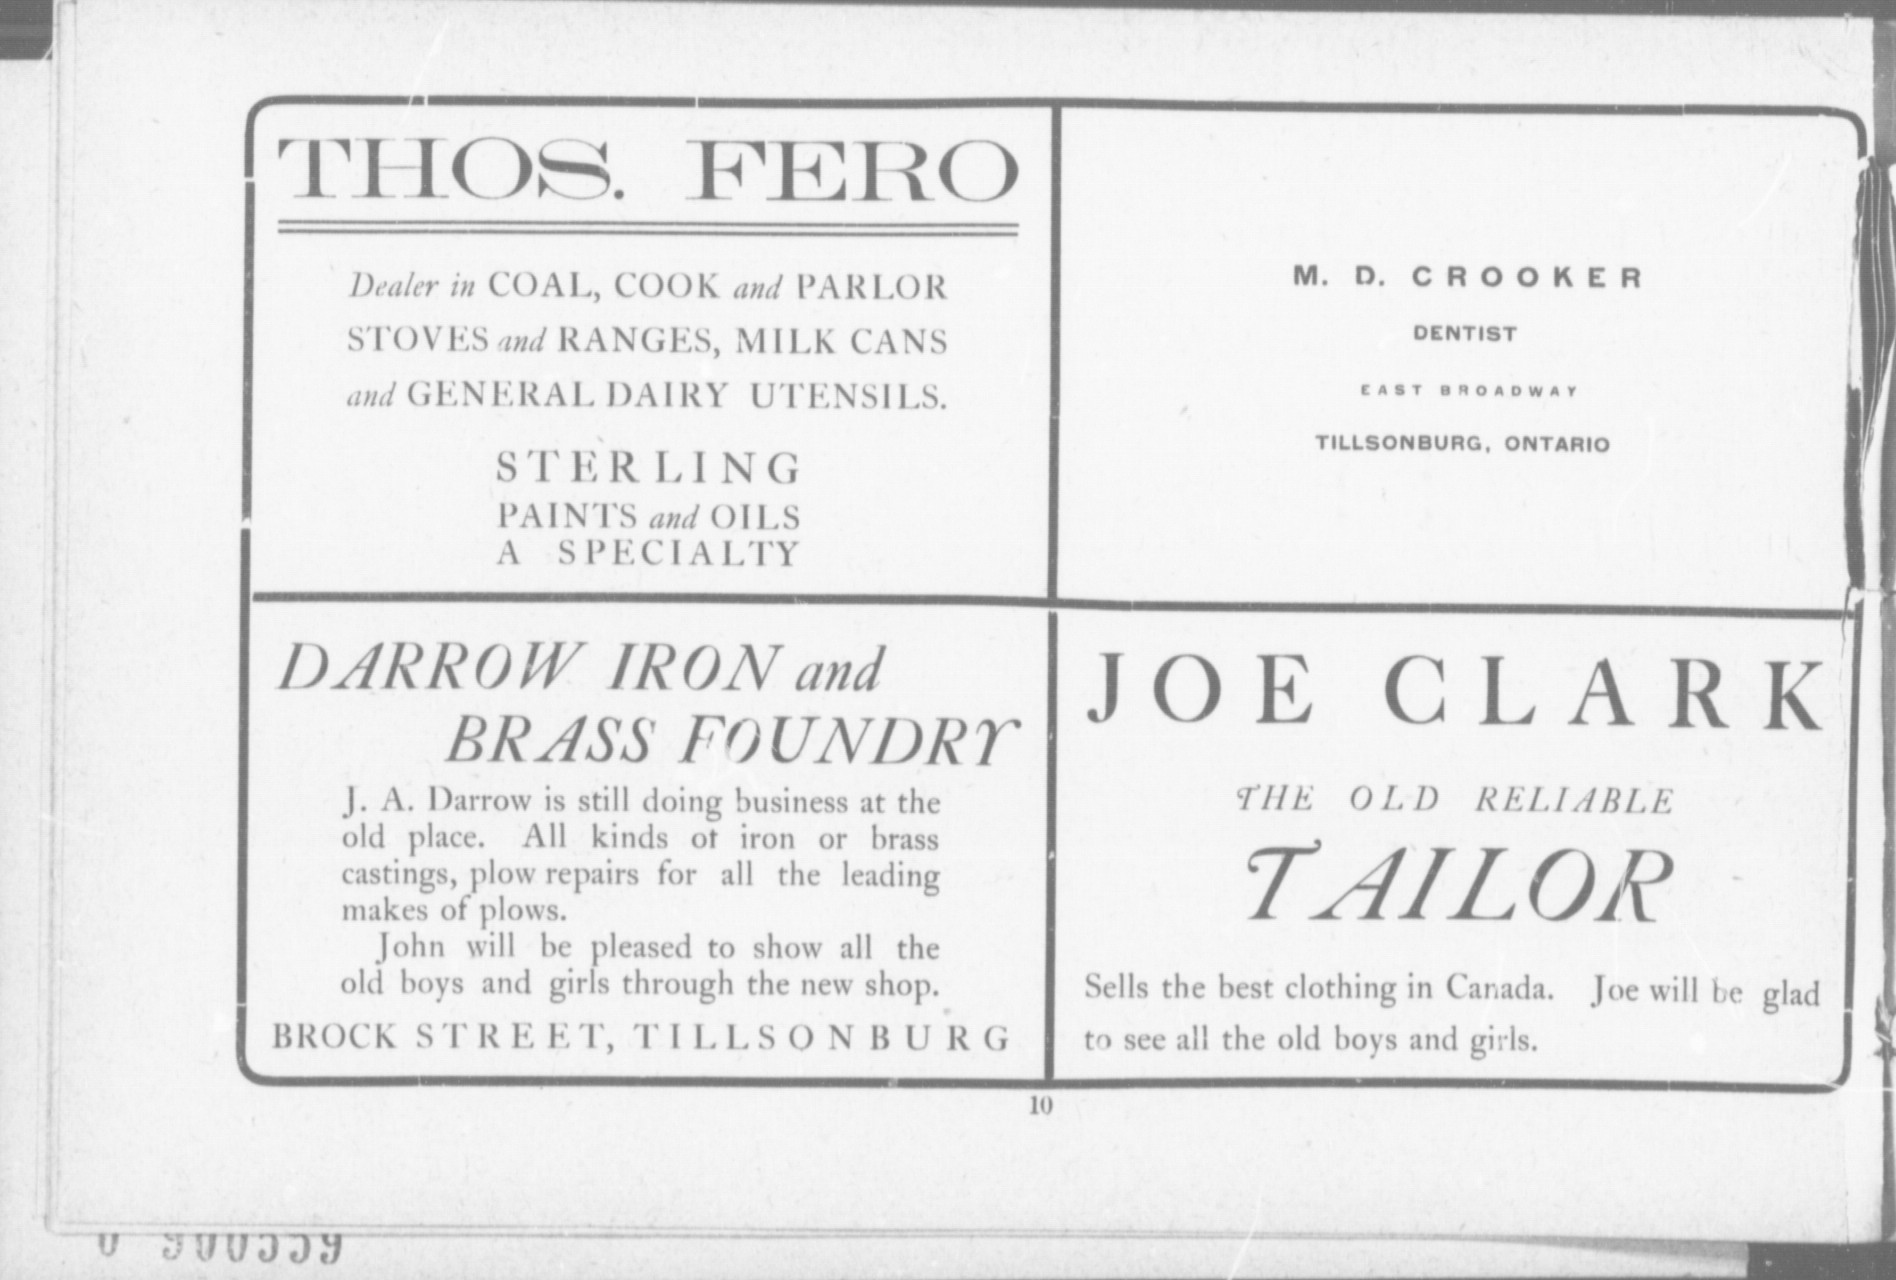 THOS. FERO
Dealer in COAL, COOK and PARLOR
STOVES and RANGES, MILK CANS
and GENERAL DAIRY UTENSILS.
STERLING
PAINTS and OILS
A SPECIALTY
M. D. CROOKER
DENTIST
EAST BROADWAY
TILLSONBURG, ONTARIO
DARROW IRON and
BRASS FOUNDRY
J. A. Darrow is still doing business at the
old place. All kinds of iron or brass
castings, plow repairs for all the leading
makes of plows.
John will be pleased to show all the
old boys and girls through the new shop.
BROCK STREET, TILLSONBURG
JOE CLARK
THE OLD RELIABLE
TAILOR
Sells the best clothing in Canada. Joe will be glad
to see all the old boys and girls.
10